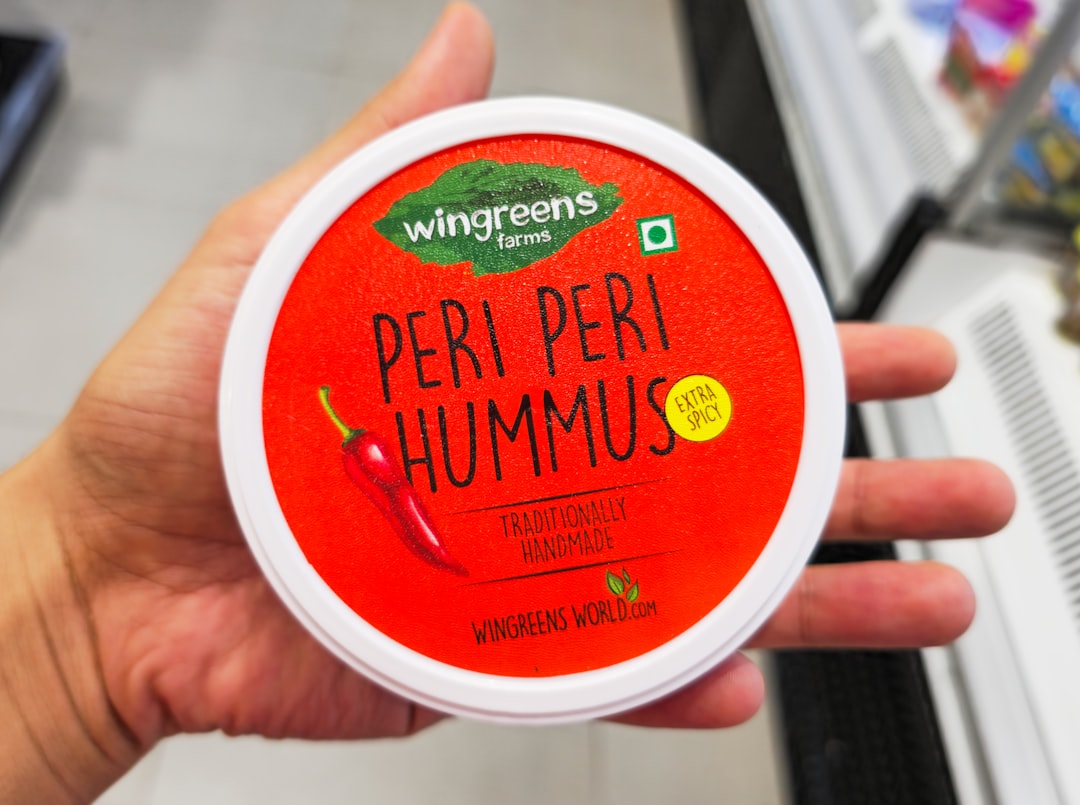 wingreens
farms
PERI PERI
HUMMUS
EXTRA
SPICY
TRADITIONALLY
HANDMADE
WINGREENS WORLD.COM